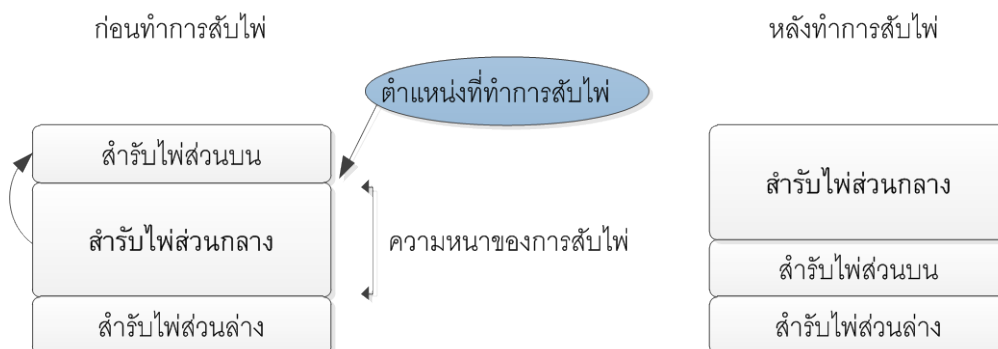 ก่อนทำการสับไพ่
หลังทำการสับไพ่
ตำแหน่งที่ทำการสับไพ่
สำรับไพ่ส่วนบน
สำรับไพ่ส่วนกลาง
ความหนาของการสับไพ่
สำรับไพ่ส่วนล่าง
สำรับไพ่ส่วนกลาง
สำรับไพ่ส่วนบน
สำรับไพ่ส่วนล่าง